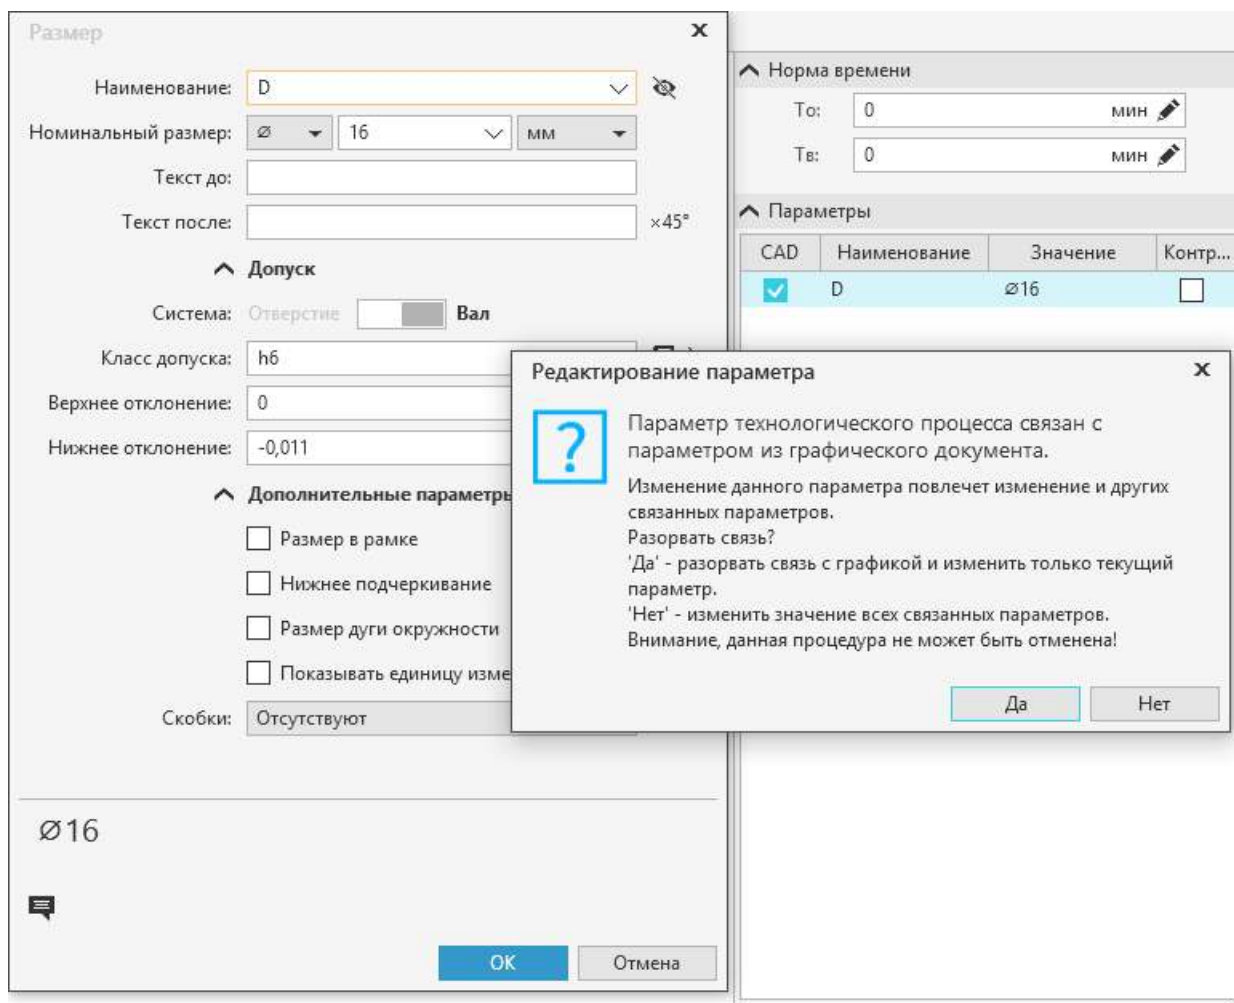 Размер
x
Наименование: D
Номинальный размер: ⌀ 16 мм
Текст до:
Текст после: ×45°
Допуск
Система: Отверстие Вал
Класс допуска: h6
Верхнее отклонение: 0
Нижнее отклонение: -0,011
Дополнительные параметры
Размер в рамке
Нижнее подчеркивание
Размер дуги окружности
Показывать единицу изме
Скобки: Отсутствуют
⌀16
OK Отмена
Норма времени
То: 0 мин
Тв: 0 мин
Параметры
CAD Наименование Значение Контр...
D ⌀16
Редактирование параметра x
?
Параметр технологического процесса связан с
параметром из графического документа.
Изменение данного параметра повлечет изменение и других
связанных параметров.
Разорвать связь?
'Да' - разорвать связь с графикой и изменить только текущий
параметр.
'Нет' - изменить значение всех связанных параметров.
Внимание, данная процедура не может быть отменена!
Да Нет